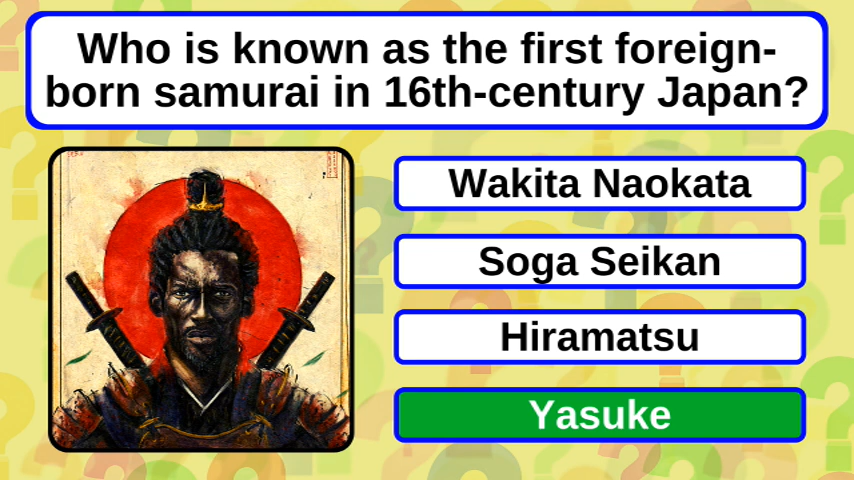 Who is known as the first foreign-
born samurai in 16th-century Japan?
Wakita Naokata
Soga Seikan
Hiramatsu
Yasuke